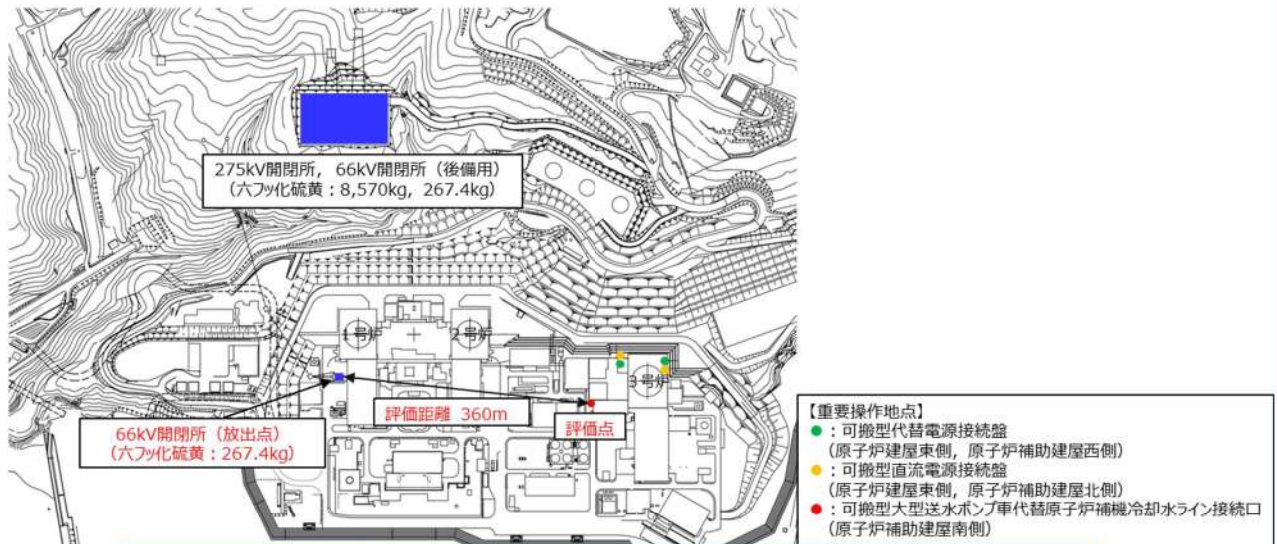 275kV開閉所, 66kV開閉所（後備用）
（六フッ化硫黄：8,570kg, 267.4kg）
1号炉
2号炉
3号炉
評価距離 360m
評価点
66kV開閉所（放出点）
（六フッ化硫黄：267.4kg）
【重要操作地点】
●：可搬型代替電源接続盤
（原子炉建屋東側，原子炉補助建屋西側）
●：可搬型直流電源接続盤
（原子炉建屋東側，原子炉補助建屋北側）
●：可搬型大型送水ポンプ車代替原子炉補機冷却水ライン接続口
（原子炉補助建屋南側）